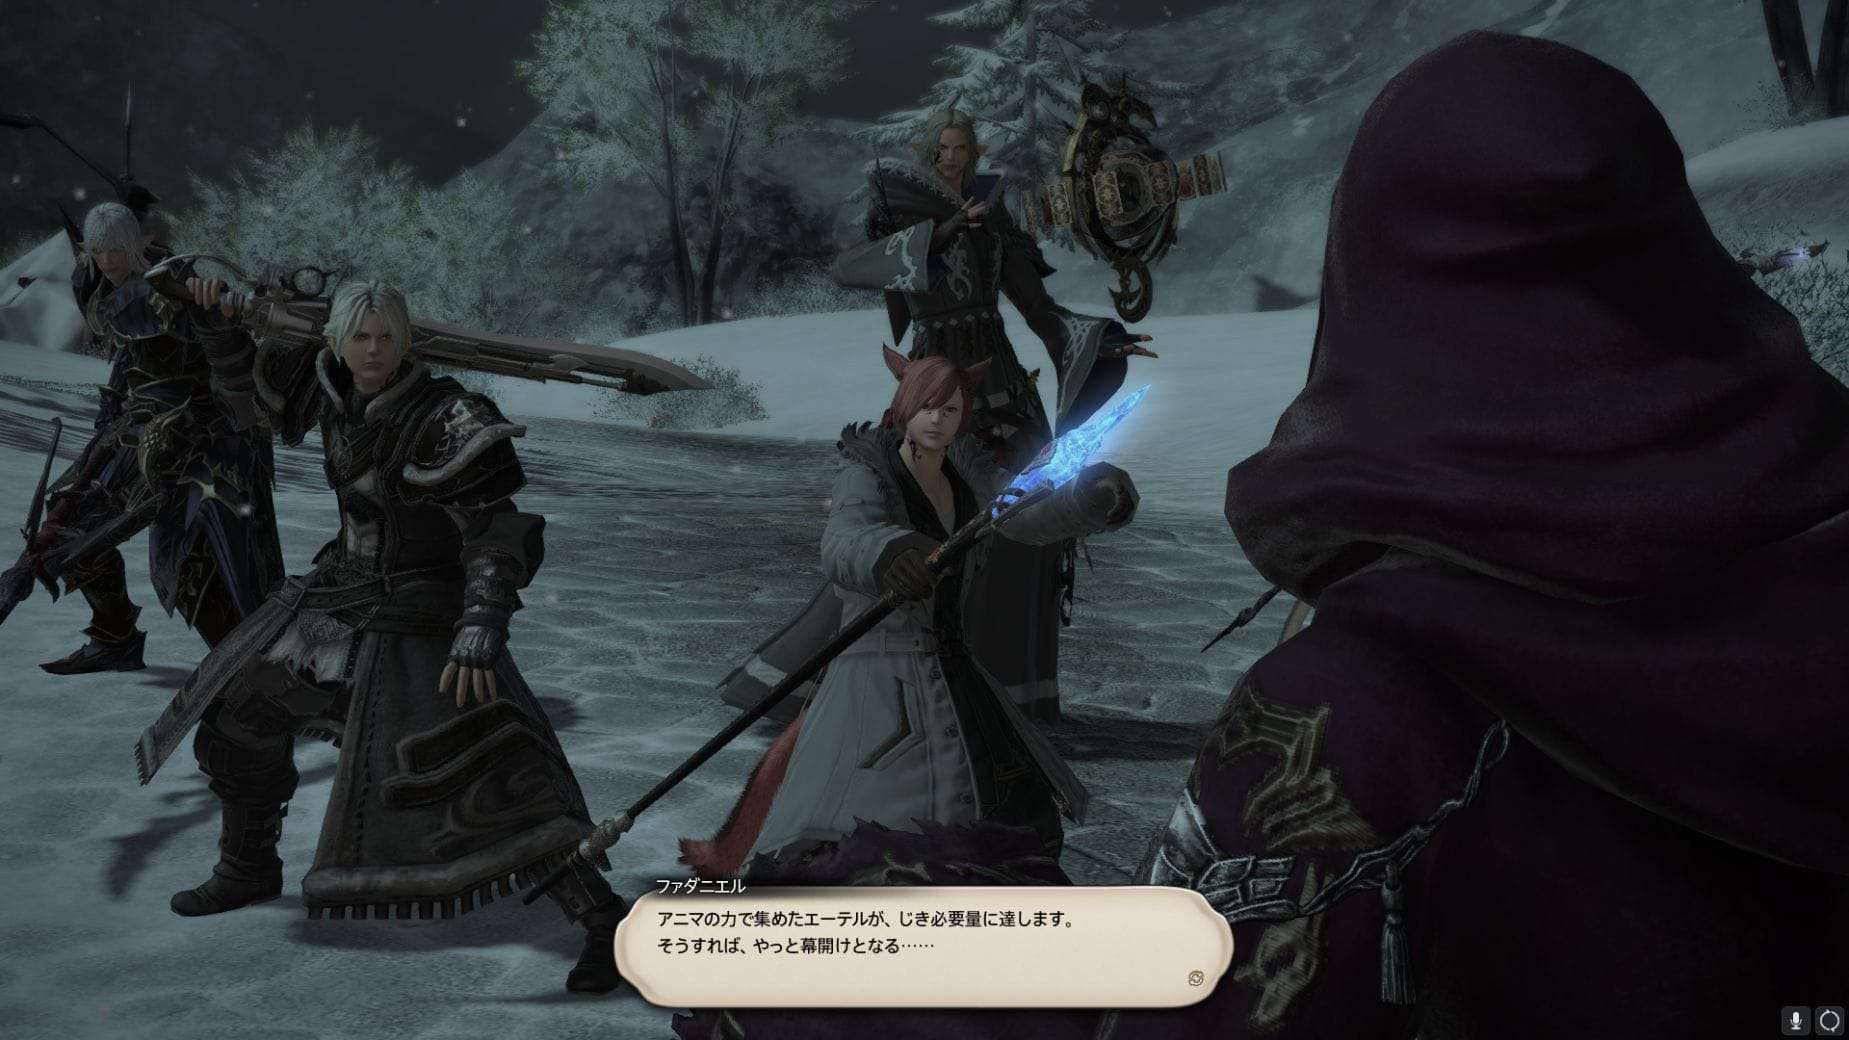 ファダニエル
アニマの力で集めたエーテルが、じき必要量に達します。
そうすれば、やっと幕開けとなる……